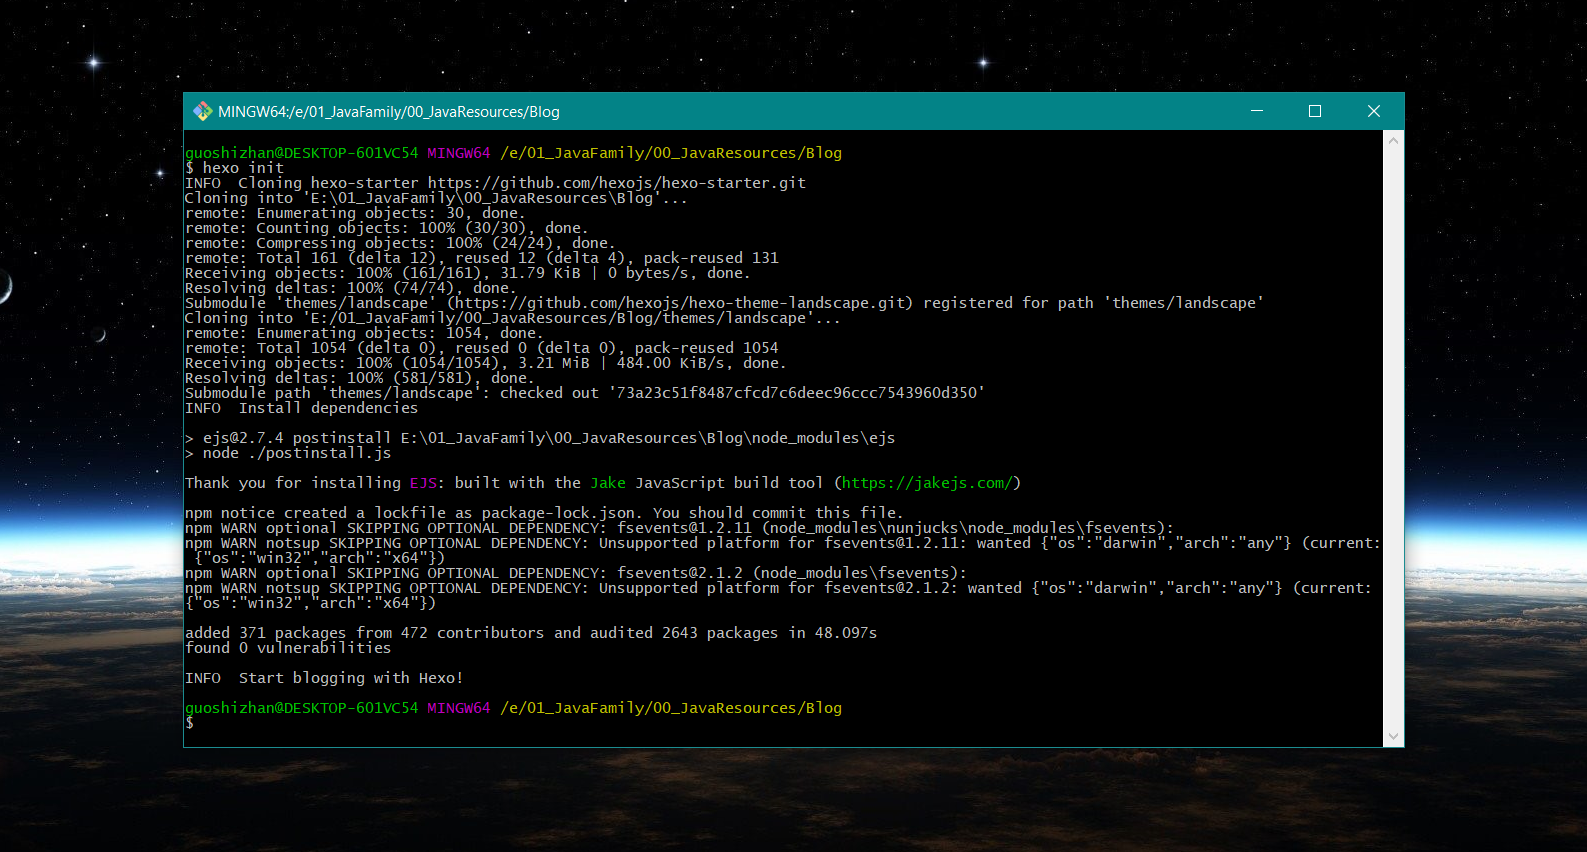 MINGW64:/e/01_JavaFamily/00_JavaResources/Blog
guoshizhan@DESKTOP-601VC54 MINGW64 /e/01_JavaFamily/00_JavaResources/Blog
$ hexo init
INFO  Cloning hexo-starter https://github.com/hexojs/hexo-starter.git
Cloning into 'E:\01_JavaFamily\00_JavaResources\Blog'...
remote: Enumerating objects: 30, done.
remote: Counting objects: 100% (30/30), done.
remote: Compressing objects: 100% (24/24), done.
remote: Total 161 (delta 12), reused 12 (delta 4), pack-reused 131
Receiving objects: 100% (161/161), 31.79 KiB | 0 bytes/s, done.
Resolving deltas: 100% (74/74), done.
Submodule 'themes/landscape' (https://github.com/hexojs/hexo-theme-landscape.git) registered for path 'themes/landscape'
Cloning into 'E:/01_JavaFamily/00_JavaResources/Blog/themes/landscape'...
remote: Enumerating objects: 1054, done.
remote: Total 1054 (delta 0), reused 0 (delta 0), pack-reused 1054
Receiving objects: 100% (1054/1054), 3.21 MiB | 484.00 KiB/s, done.
Resolving deltas: 100% (581/581), done.
Submodule path 'themes/landscape': checked out '73a23c51f8487cfcd7c6deec96ccc7543960d350'
INFO  Install dependencies
> ejs@2.7.4 postinstall E:\01_JavaFamily\00_JavaResources\Blog\node_modules\ejs
> node ./postinstall.js
Thank you for installing EJS: built with the Jake JavaScript build tool (https://jakejs.com/)
npm notice created a lockfile as package-lock.json. You should commit this file.
npm WARN optional SKIPPING OPTIONAL DEPENDENCY: fsevents@1.2.11 (node_modules\nunjucks\node_modules\fsevents):
npm WARN notsup SKIPPING OPTIONAL DEPENDENCY: Unsupported platform for fsevents@1.2.11: wanted {"os":"darwin","arch":"any"} (current:
{"os":"win32","arch":"x64"})
npm WARN optional SKIPPING OPTIONAL DEPENDENCY: fsevents@2.1.2 (node_modules\fsevents):
npm WARN notsup SKIPPING OPTIONAL DEPENDENCY: Unsupported platform for fsevents@2.1.2: wanted {"os":"darwin","arch":"any"} (current:
{"os":"win32","arch":"x64"})
added 371 packages from 472 contributors and audited 2643 packages in 48.097s
found 0 vulnerabilities
INFO  Start blogging with Hexo!
guoshizhan@DESKTOP-601VC54 MINGW64 /e/01_JavaFamily/00_JavaResources/Blog
$